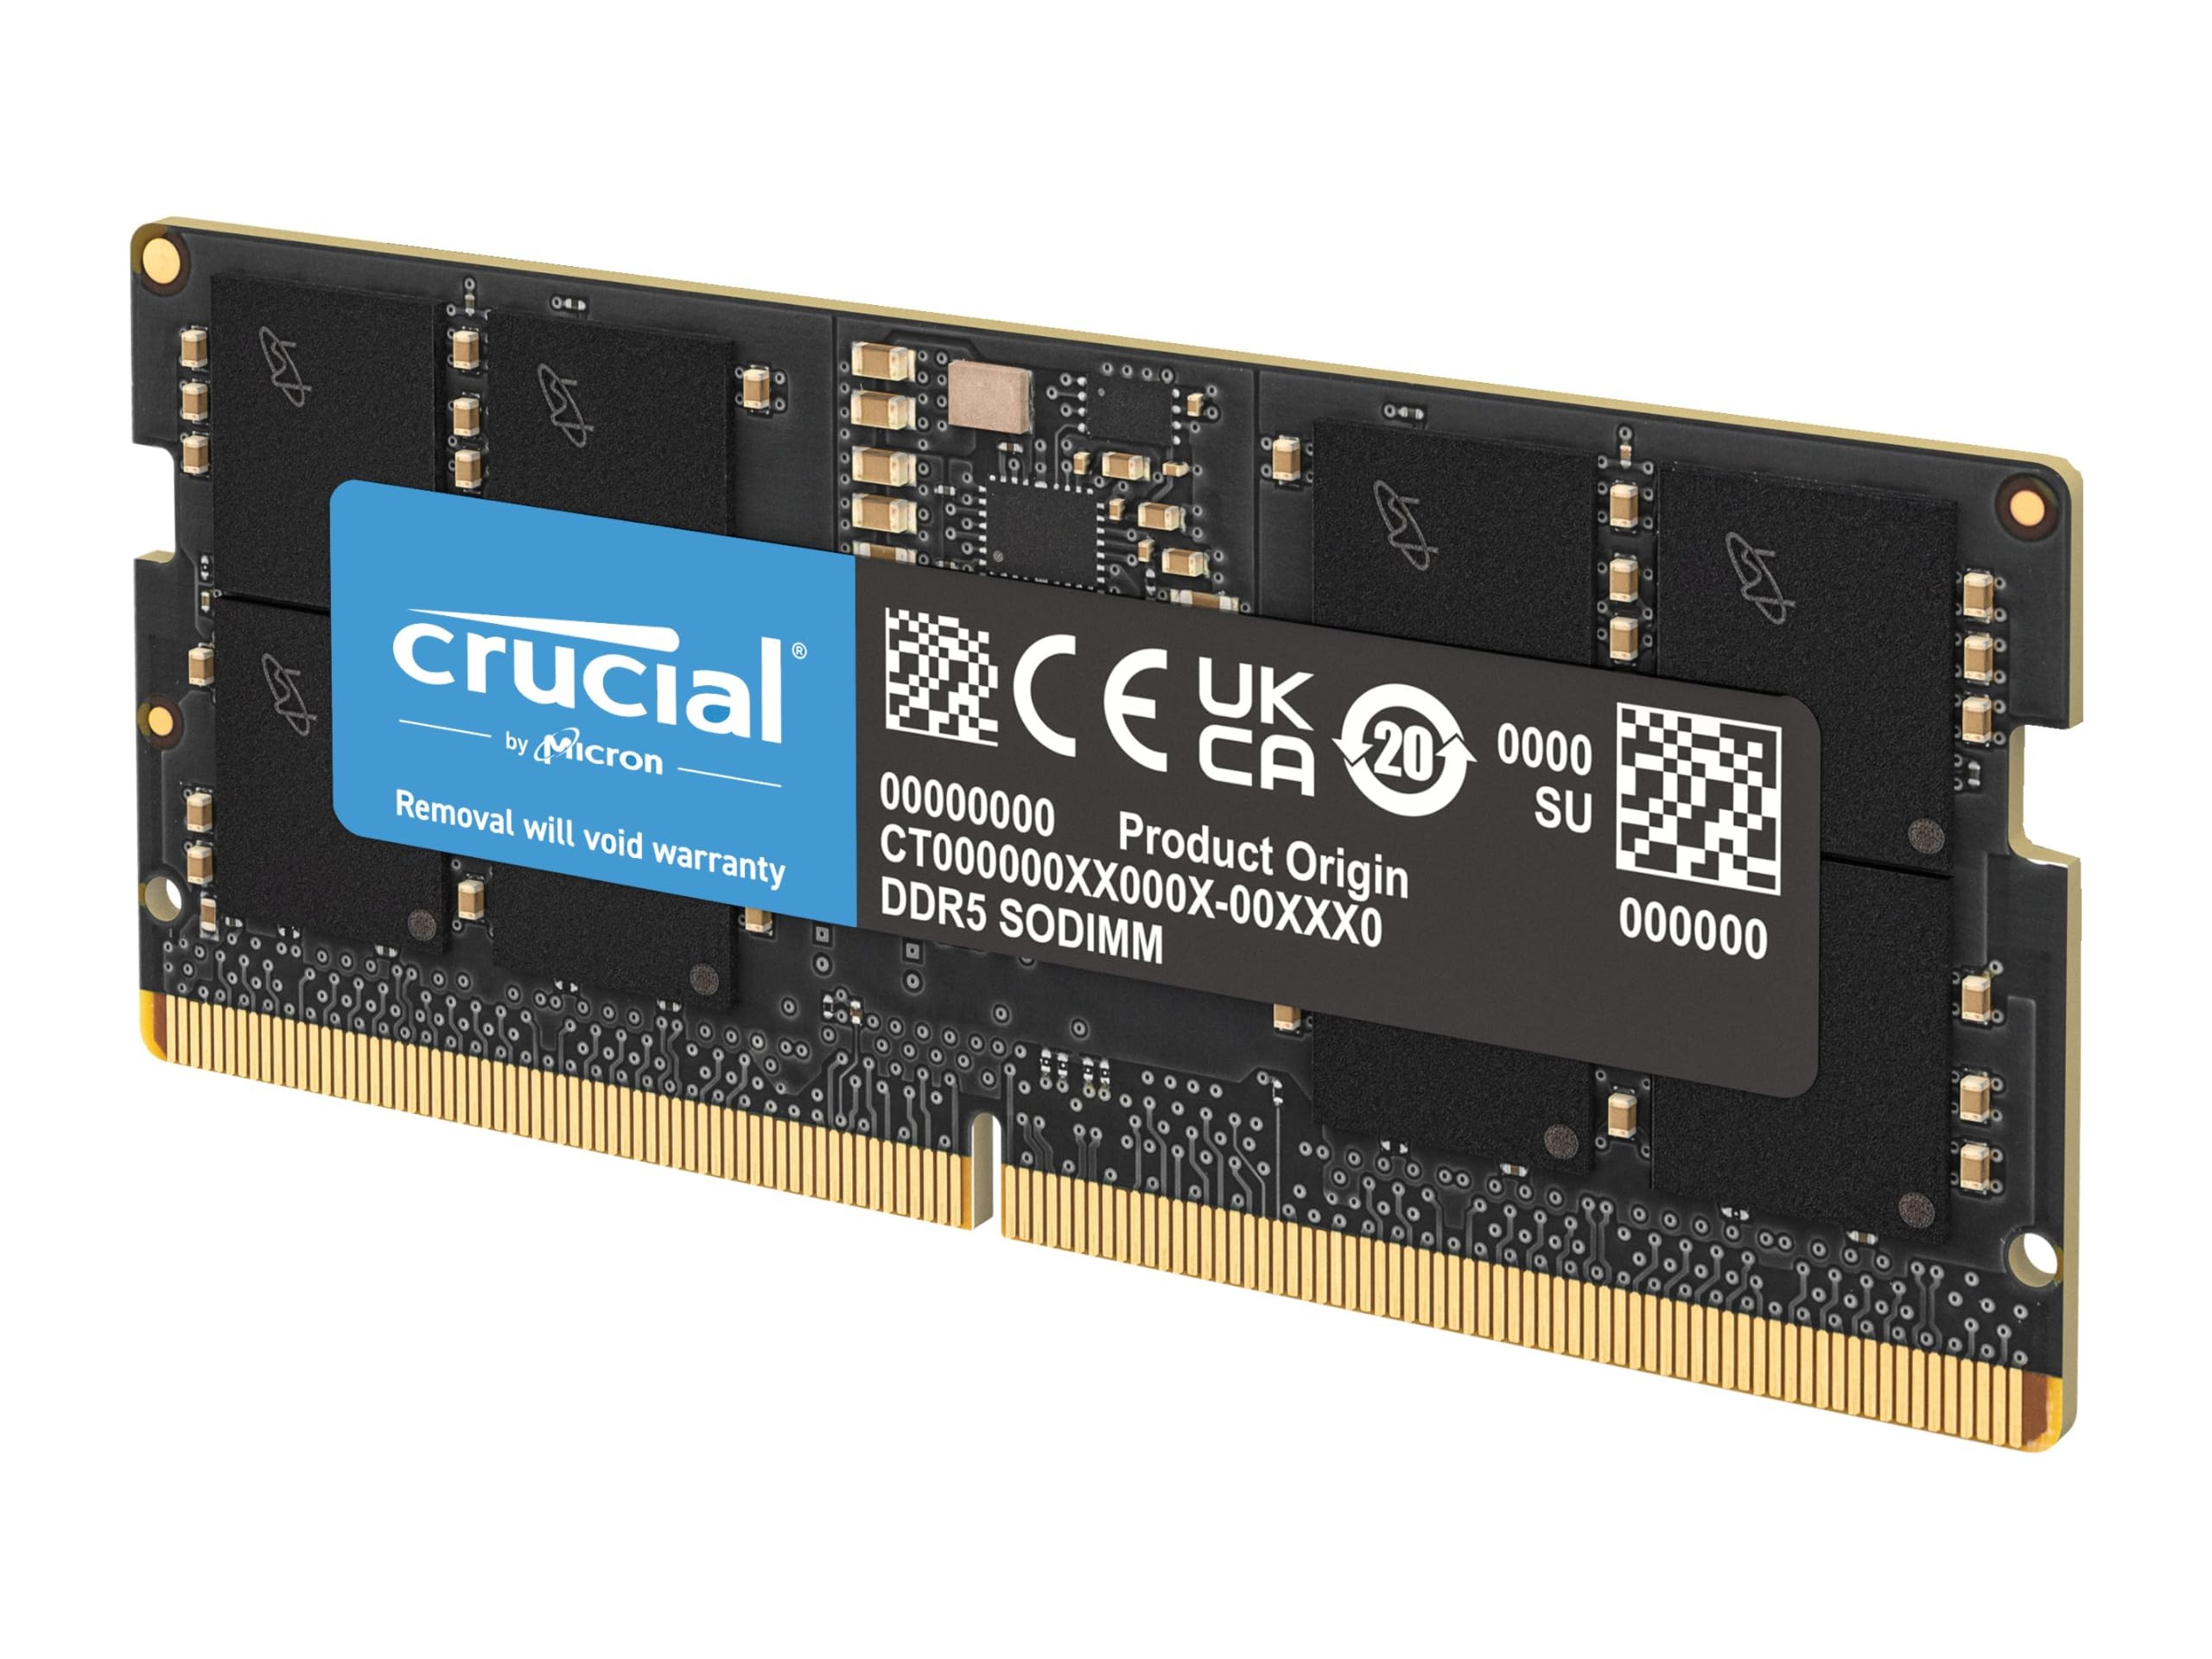 crucial®
by Micron
Removal will void warranty
CE UK CA 20 0000
SU
00000000 Product Origin
CT000000XX000X-00XXX0
DDR5 SODIMM
000000